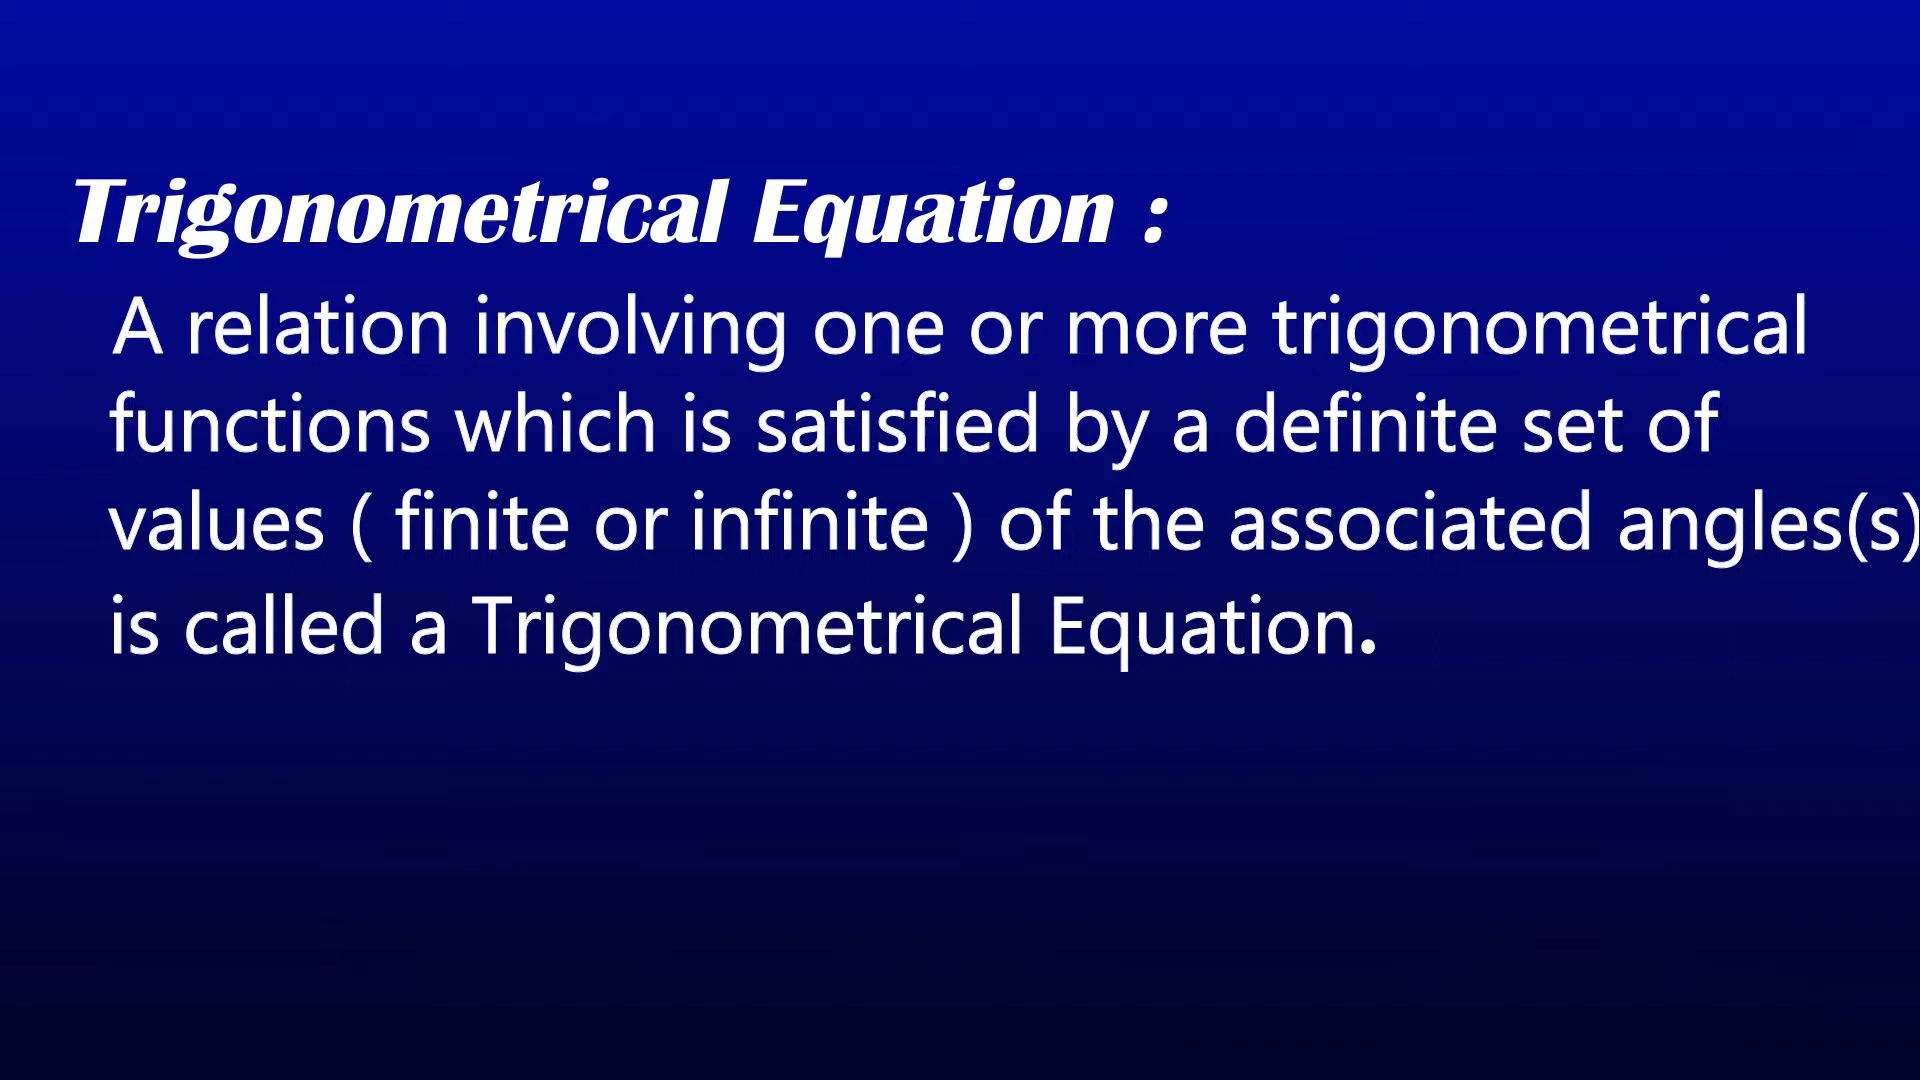 Trigonometrical Equation :
A relation involving one or more trigonometrical
functions which is satisfied by a definite set of
values ( finite or infinite ) of the associated angles(s)
is called a Trigonometrical Equation.